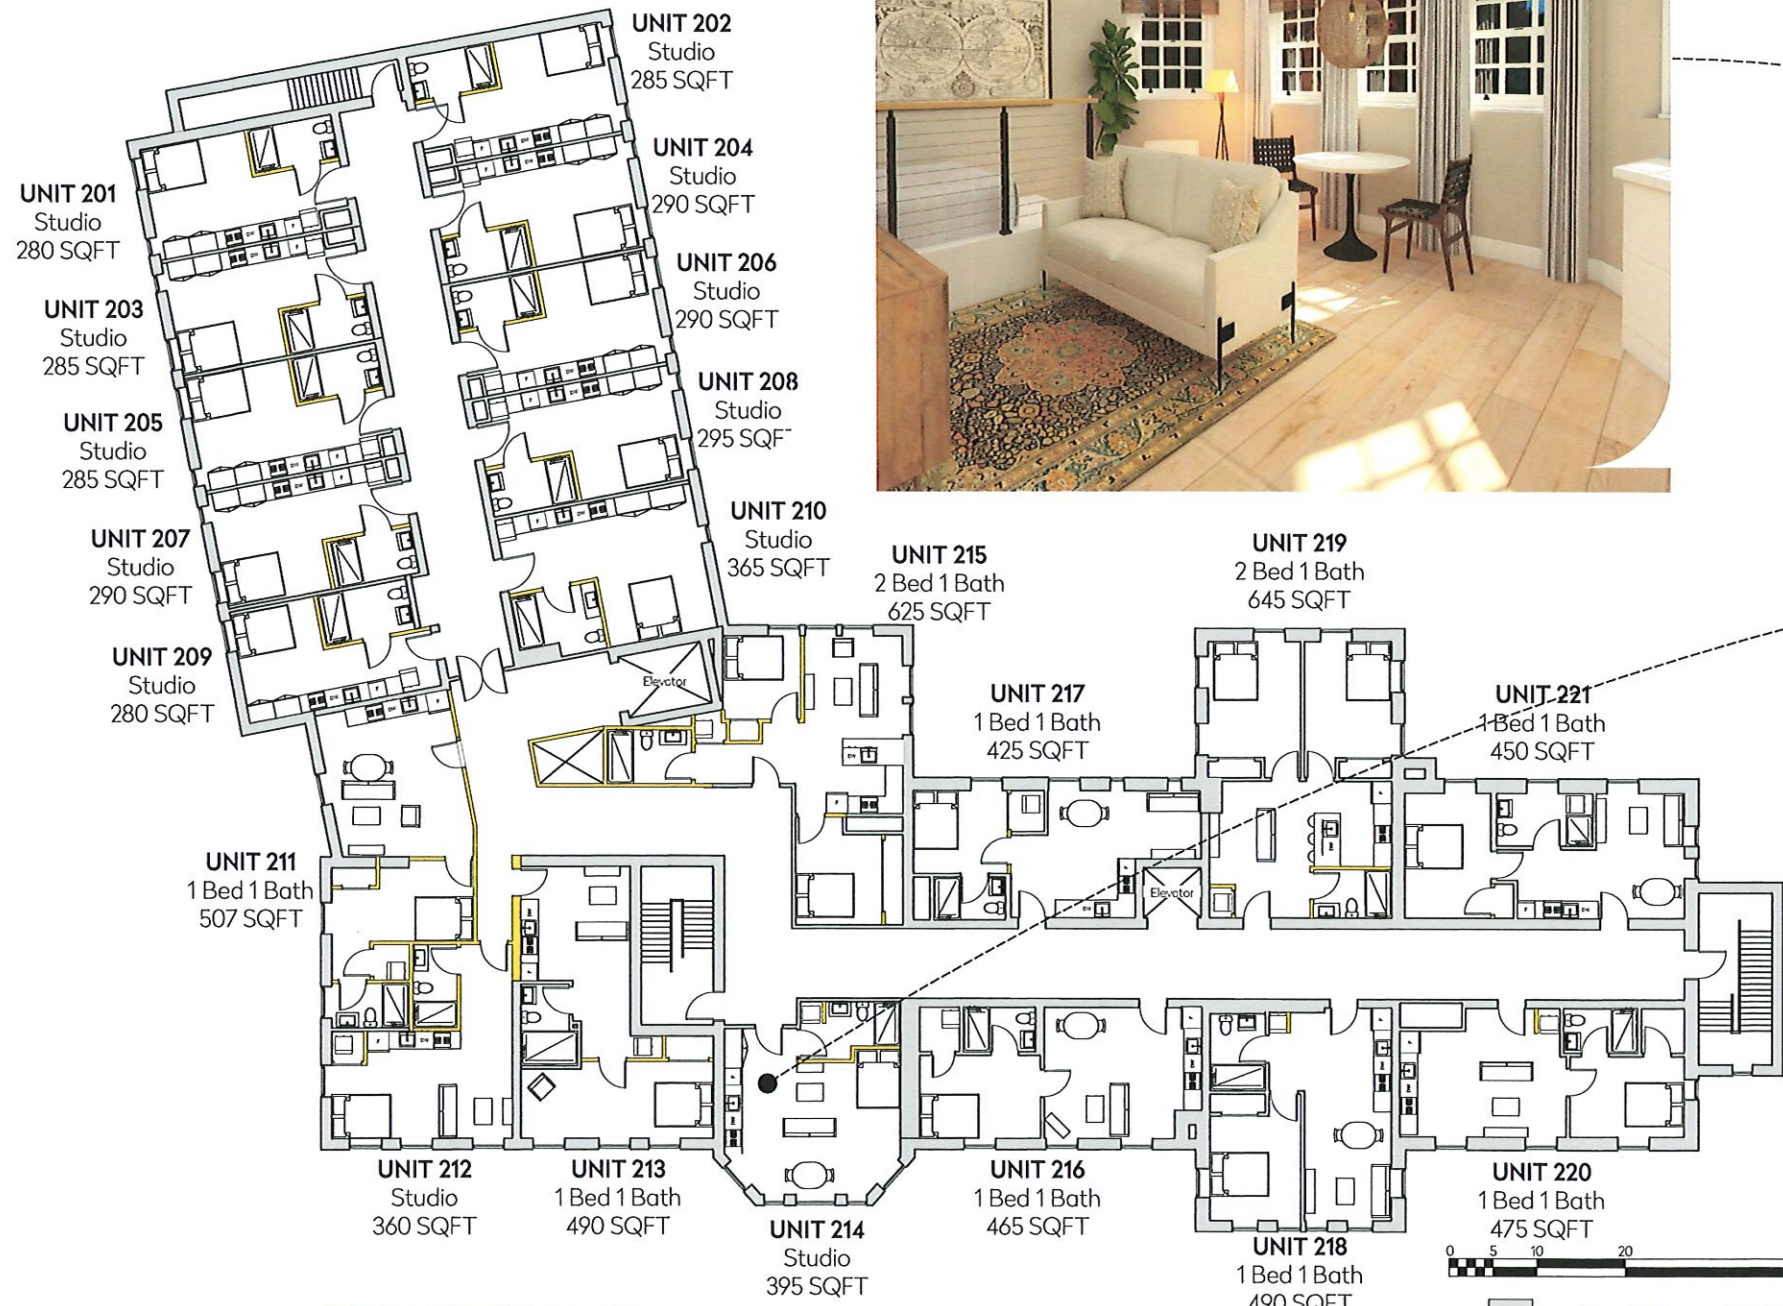 UNIT 202
Studio
285 SQFT
UNIT 204
Studio
290 SQFT
UNIT 201
Studio
280 SQFT
UNIT 206
Studio
290 SQFT
UNIT 203
Studio
285 SQFT
UNIT 208
Studio
295 SQF
UNIT 205
Studio
285 SQFT
UNIT 210
Studio
365 SQFT
UNIT 207
Studio
290 SQFT
UNIT 215
2 Bed 1 Bath
625 SQFT
UNIT 219
2 Bed 1 Bath
645 SQFT
UNIT 209
Studio
280 SQFT
Elevator
UNIT 217
1 Bed 1 Bath
425 SQFT
UNIT 221
1 Bed 1 Bath
450 SQFT
UNIT 211
1 Bed 1 Bath
507 SQFT
Elevator
UNIT 212
Studio
360 SQFT
UNIT 213
1 Bed 1 Bath
490 SQFT
UNIT 214
Studio
395 SQFT
UNIT 216
1 Bed 1 Bath
465 SQFT
UNIT 218
1 Bed 1 Bath
490 SQFT
UNIT 220
1 Bed 1 Bath
475 SQFT
0 5 10 20